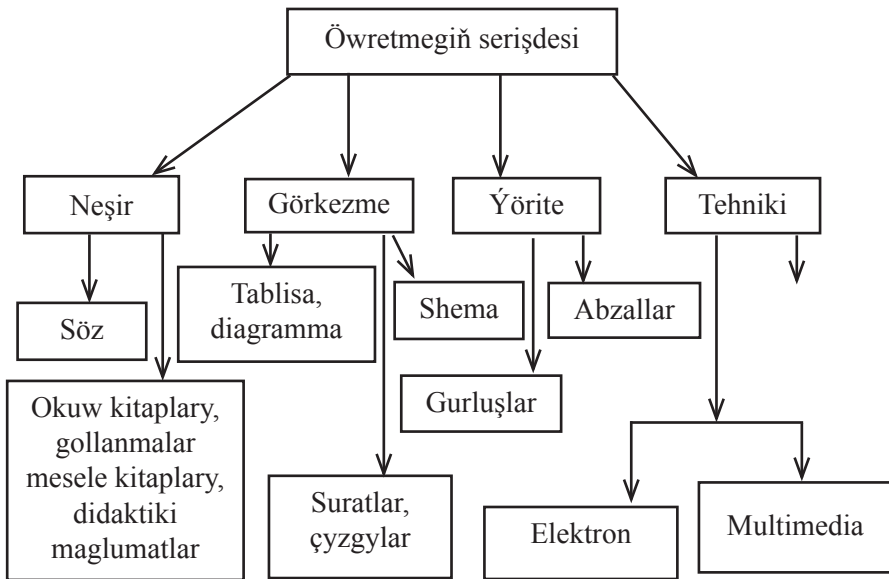 Öwretmegiň serişdesi
Neşir
Görkezme
Ýörite
Tehniki
Söz
Tablisa,
diagramma
Shema
Abzallar
Gurluşlar
Okuw kitaplary,
gollanmalar
mesele kitaplary,
didaktiki
maglumatlar
Suratlar,
çyzgylar
Elektron
Multimedia